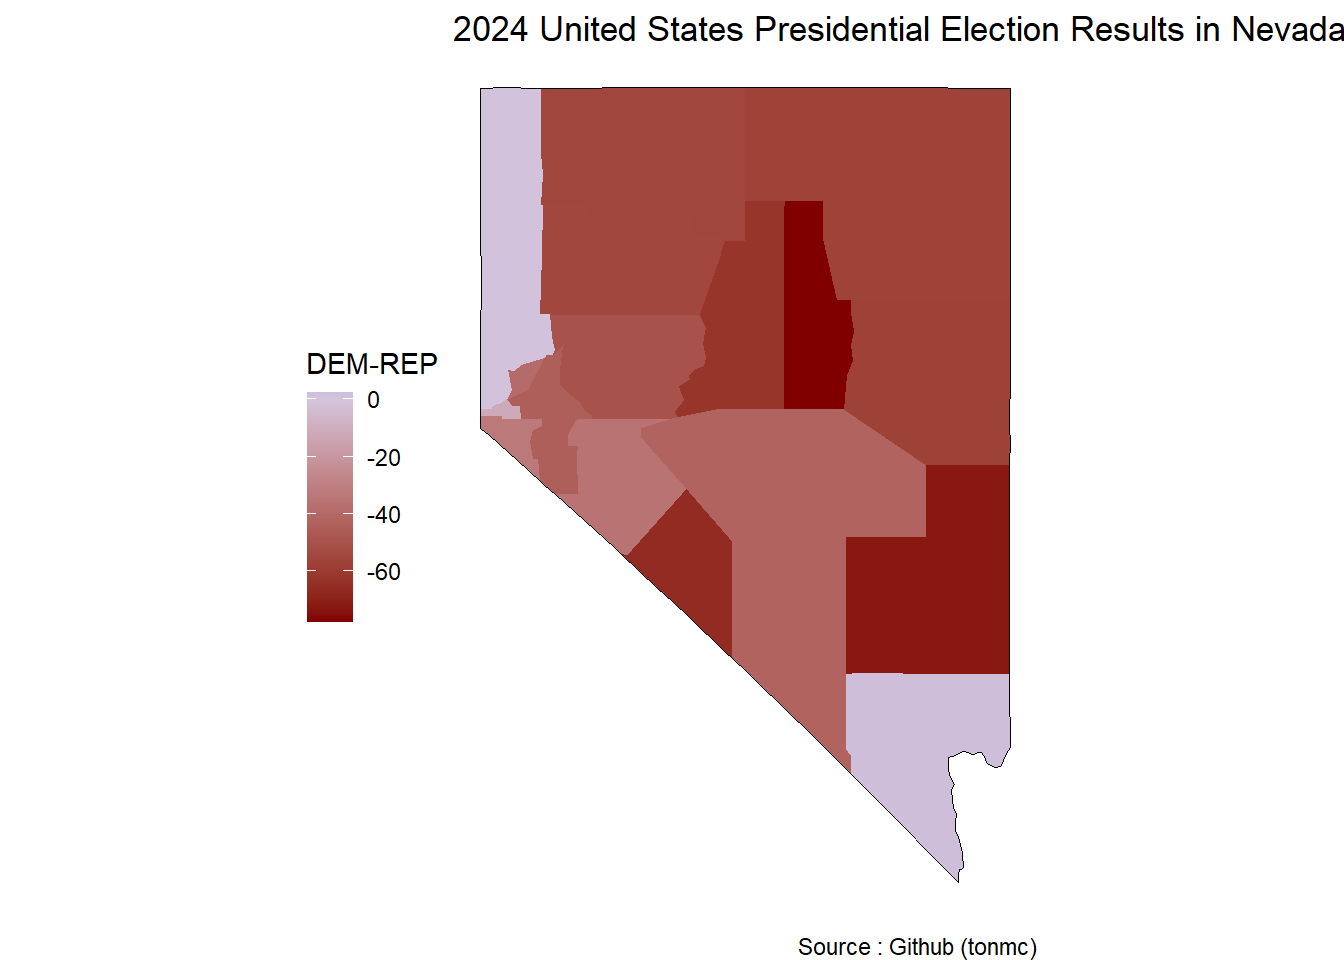 2024 United States Presidential Election Results in Nevada
DEM-REP
0
-20
-40
-60
Source : Github (tonmc)